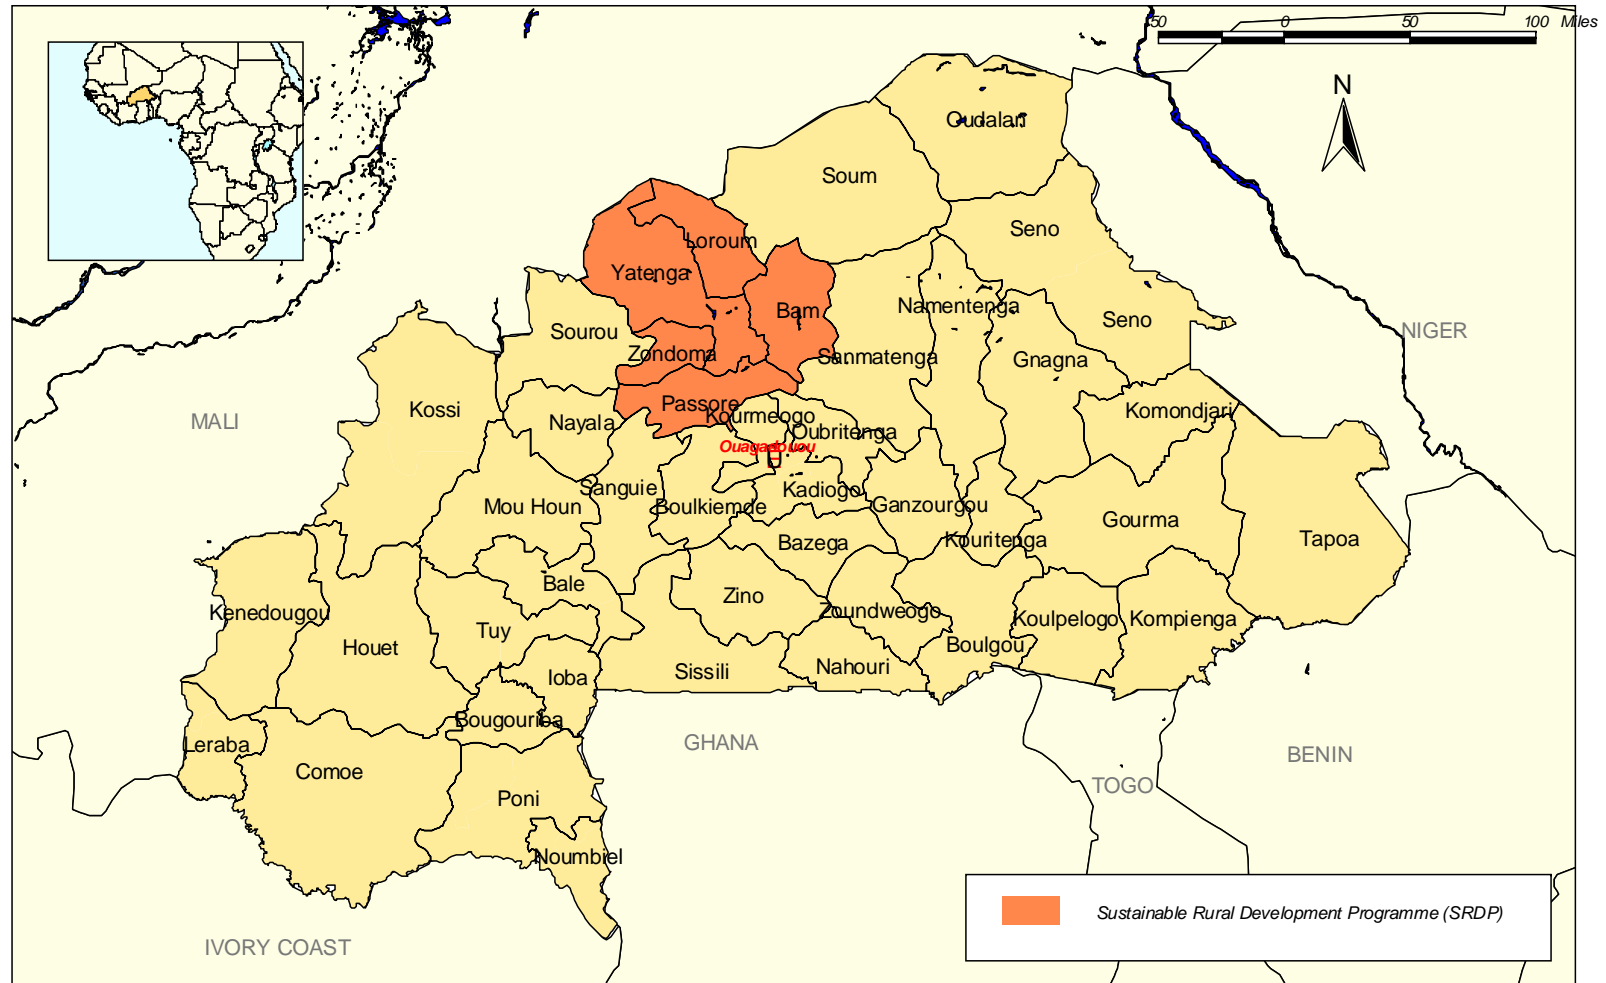 50 0 50 100 Miles
N
Oudalan
Soum
Seno
Loroum
Yatenga
Bam
Namentenga
Seno
NIGER
Sourou
Zondoma
Sanmatenga
Gnagna
Kossi
MALI
Passore
Kourmeogo
Komondjari
Nayala
Oubritenga
Ouagadouou
Sanguie
Kadiogo
Mou Houn
Boulkiemde
Ganzourgou
Gourma
Bazega
Kouritenga
Tapoa
Bale
Zino
Kenedougou
Zoundweogo
Koulpelogo
Kompienga
Tuy
Houet
Boulgou
Ioba
Sissili
Nahouri
Bougouriba
Leraba
GHANA
BENIN
Comoe
TOGO
Poni
Noumbiel
Sustainable Rural Development Programme (SRDP)
IVORY COAST